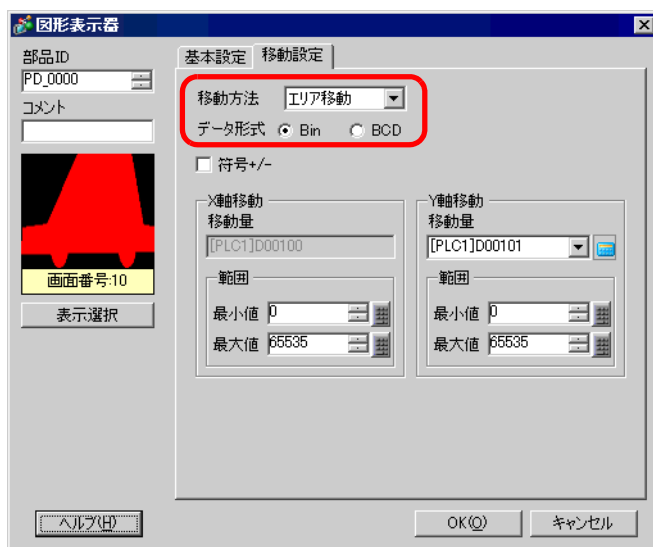 図形表示器
部品ID
PD_0000
コメント
画面番号:10
表示選択
基本設定 移動設定
移動方法 エリア移動
データ形式 Bin BCD
符号+/-
X軸移動
移動量
[PLC1]D00100
範囲
最小値 0
最大値 65535
Y軸移動
移動量
[PLC1]D00101
範囲
最小値 0
最大値 65535
ヘルプ(H) OK(O) キャンセル